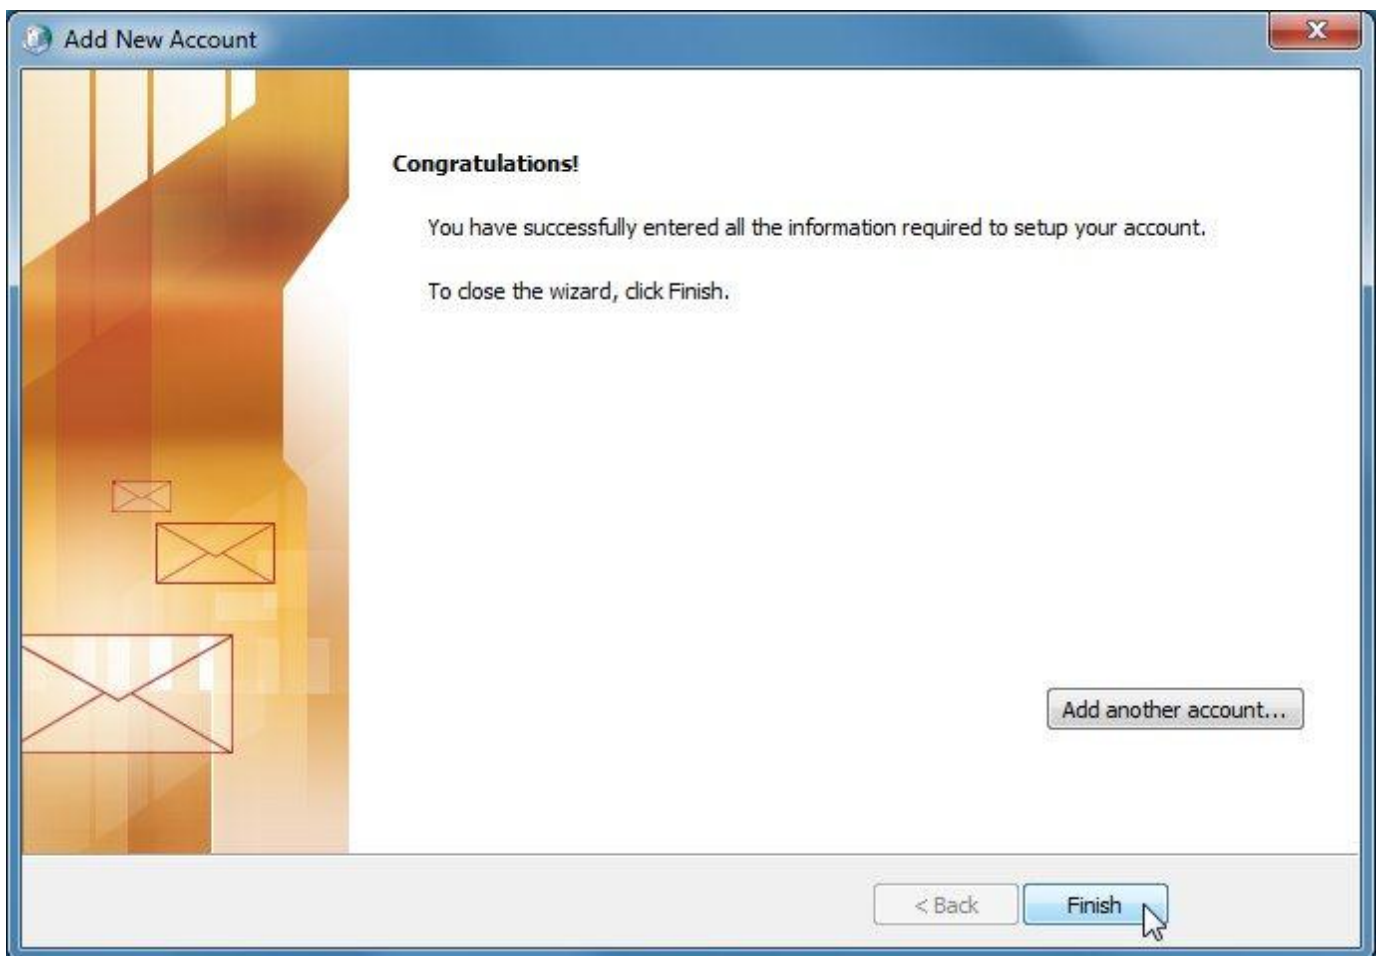 Add New Account
Congratulations!
You have successfully entered all the information required to setup your account.
To close the wizard, click Finish.
Add another account...
< Back
Finish